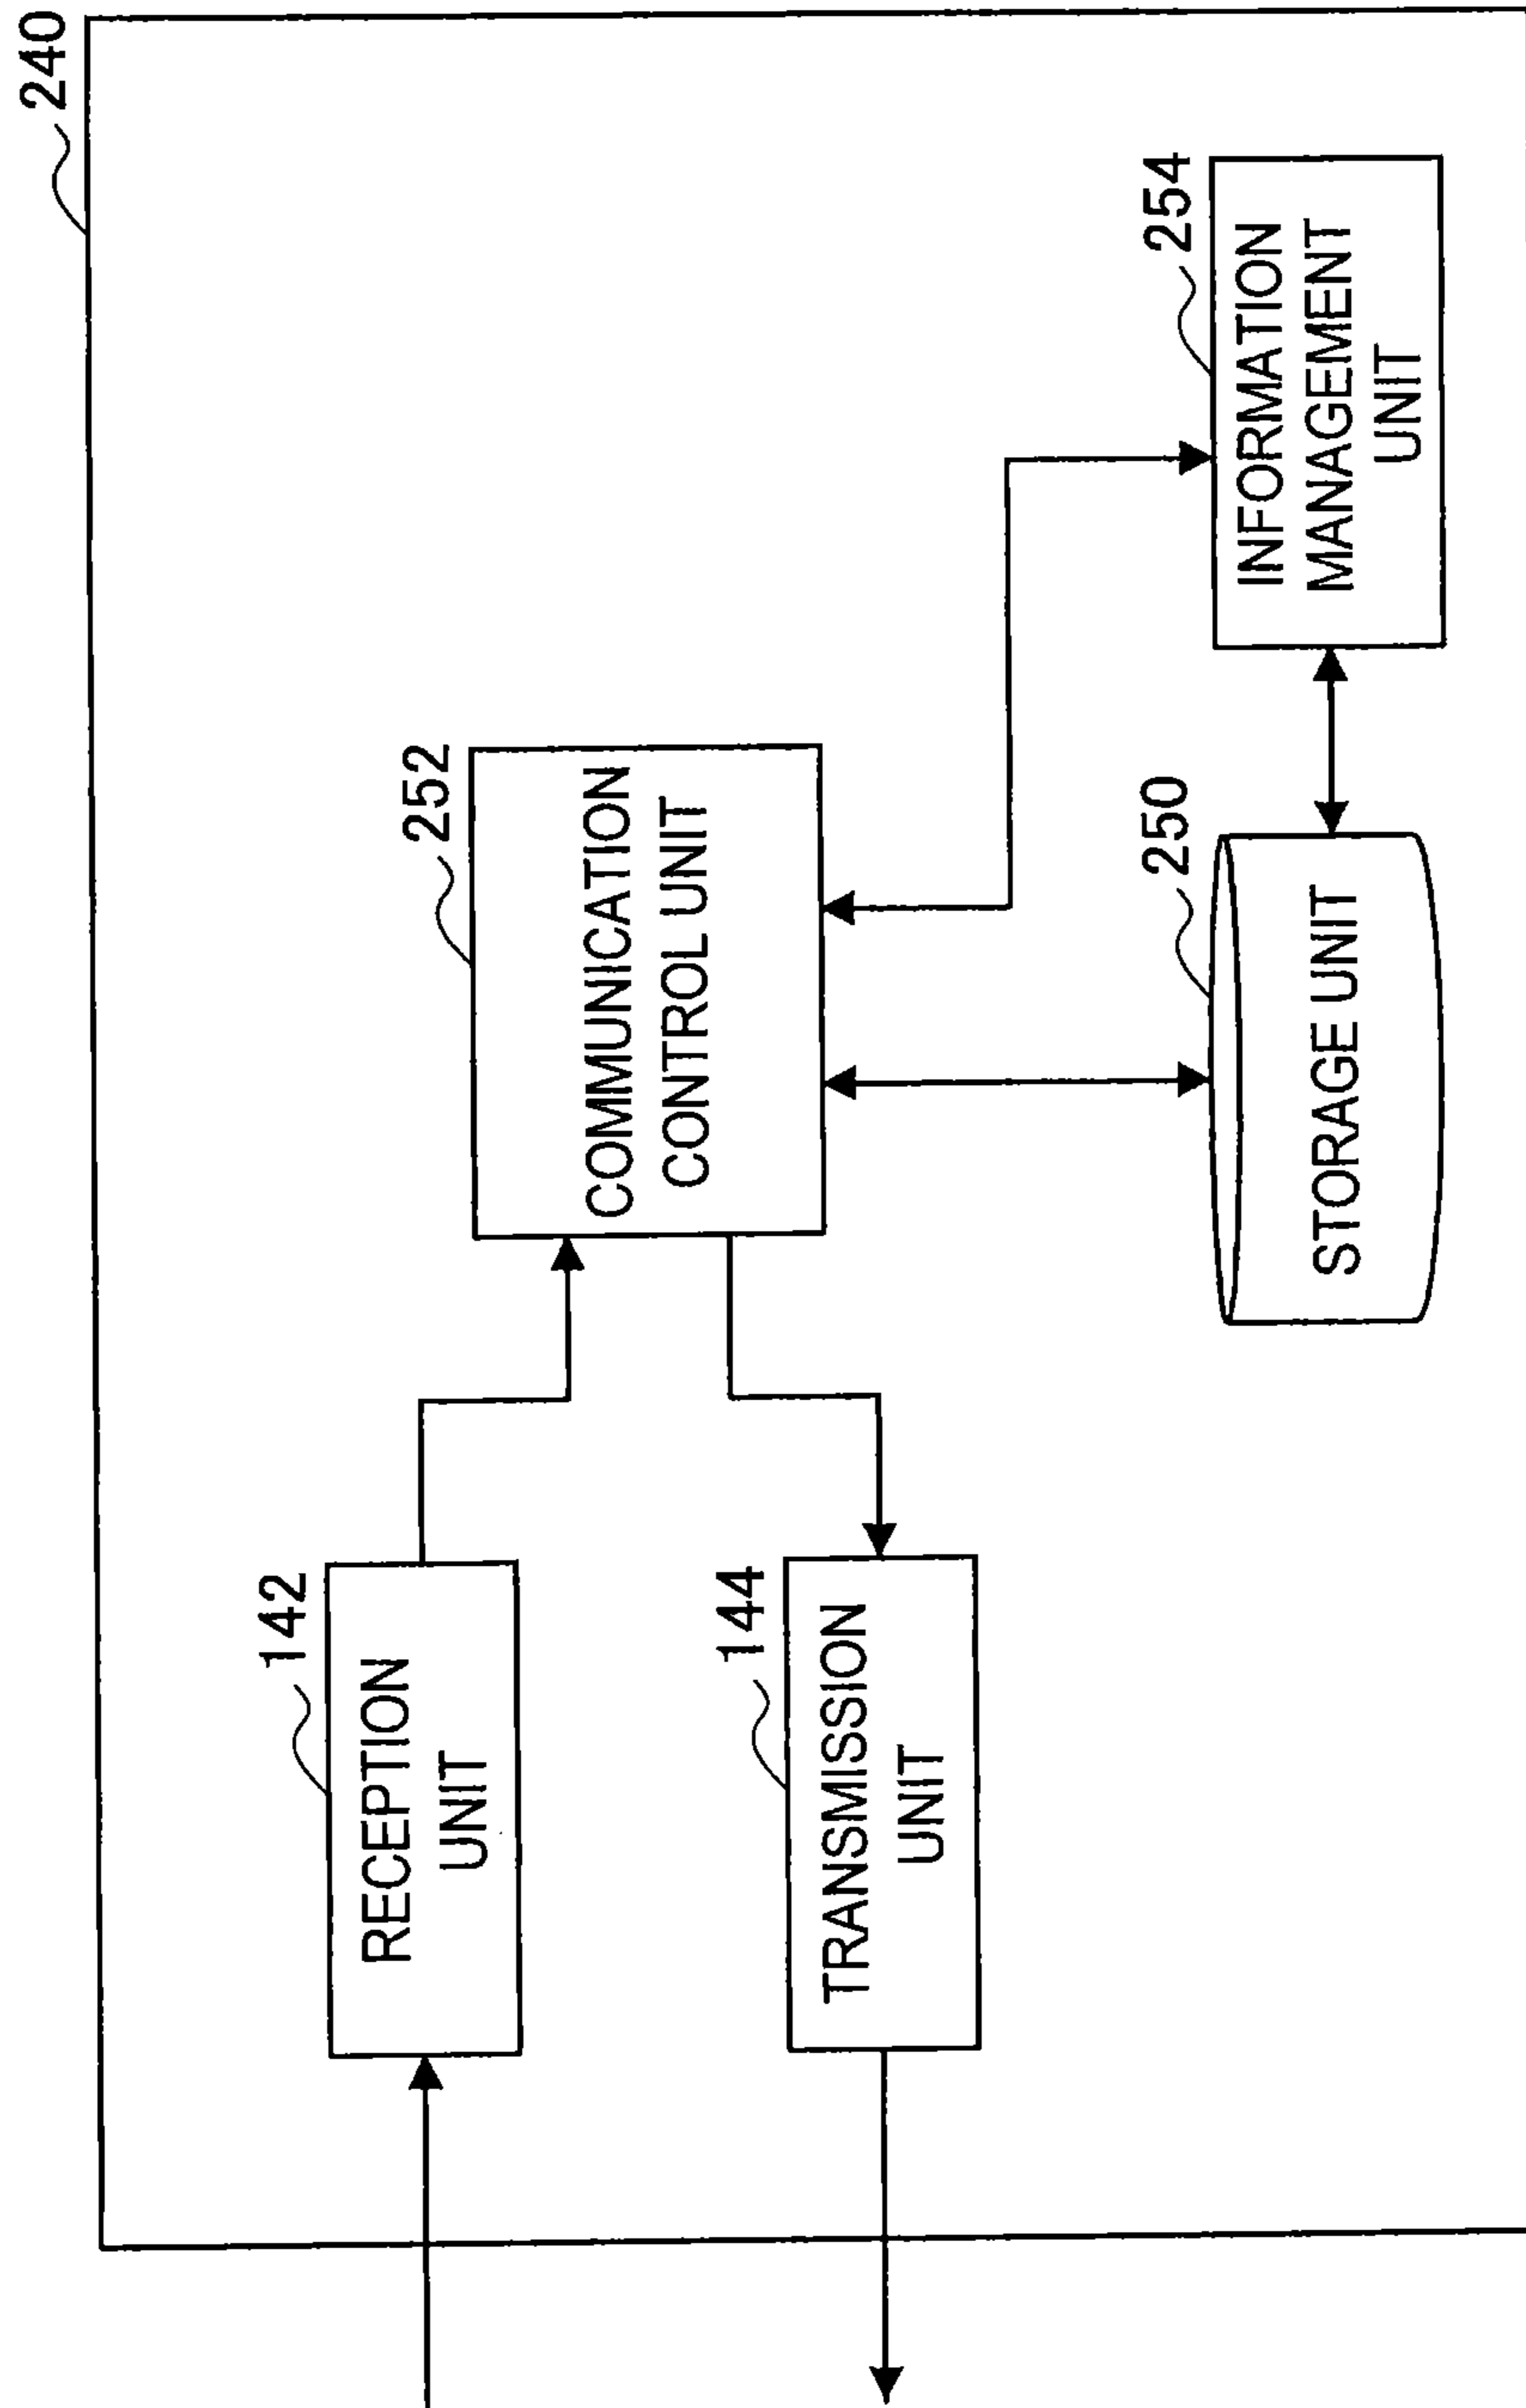 240
142
RECEPTION
UNIT
252
COMMUNICATION
CONTROL UNIT
144
TRANSMISSION
UNIT
250
STORAGE UNIT
254
INFORMATION
MANAGEMENT
UNIT